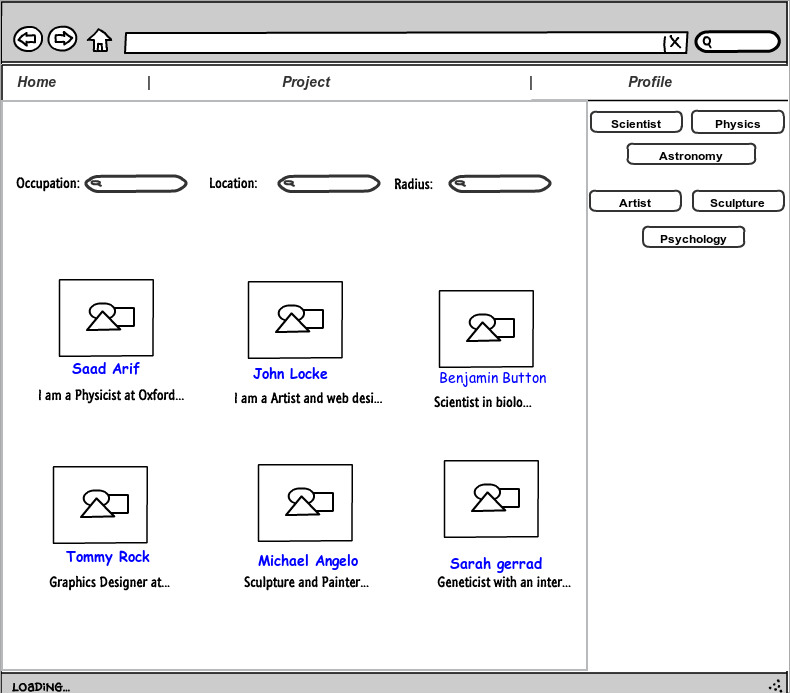 Home | Project | Profile
Scientist Physics
Astronomy
Occupation: Location: Radius:
Artist Sculpture
Psychology
Saad Arif John Locke Benjamin Button
I am a Physicist at Oxford... I am a Artist and web desi... Scientist in biolo...
Tommy Rock Michael Angelo Sarah gerrad
Graphics Designer at... Sculpture and Painter... Geneticist with an inter...
LOADING...